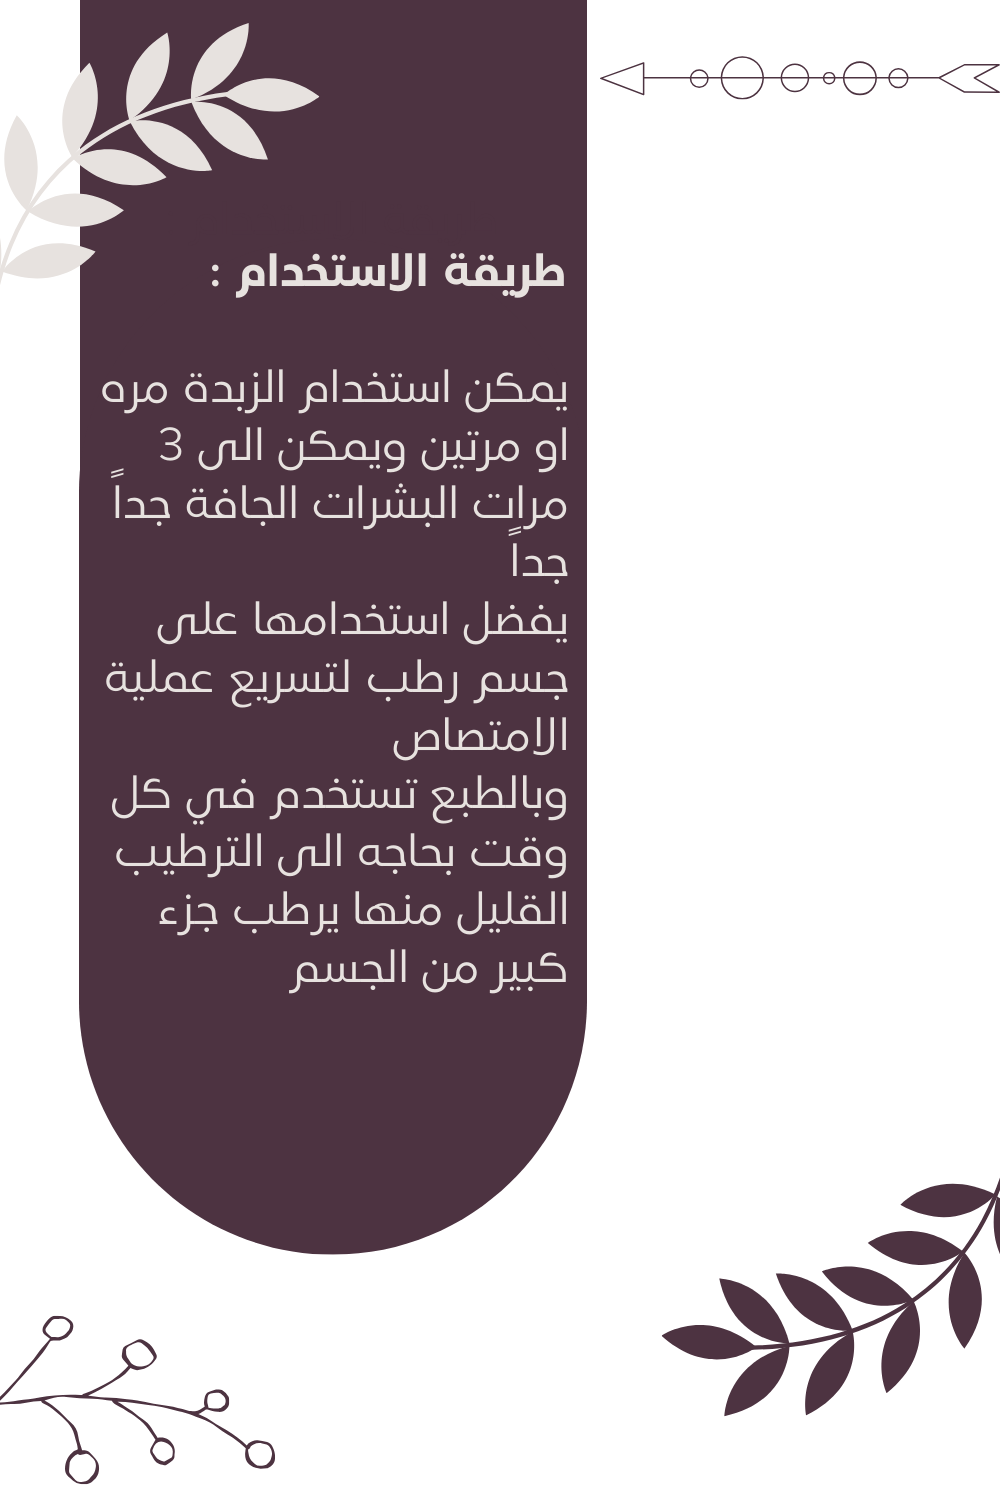 طريقة الاستخدام :
يمكن استخدام الزبدة مره
او مرتين ويمكن الى 3
مرات البشرات الجافة جداً
جداً
يفضل استخدامها على
جسم رطب لتسريع عملية
الامتصاص
وبالطبع تستخدم في كل
وقت بحاجه الى الترطيب
القليل منها يرطب جزء
كبير من الجسم